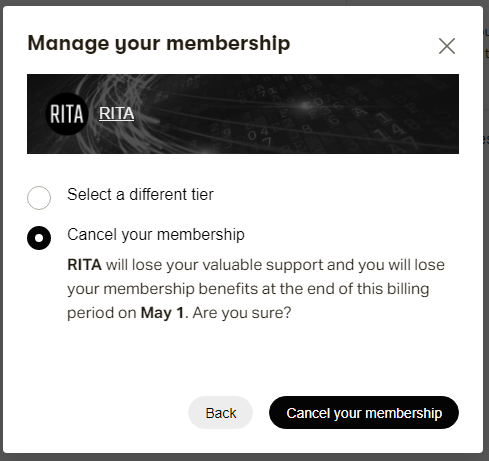 Manage your membership
RITA RITA
Select a different tier
Cancel your membership
RITA will lose your valuable support and you will lose
your membership benefits at the end of this billing
period on May 1. Are you sure?
Back Cancel your membership